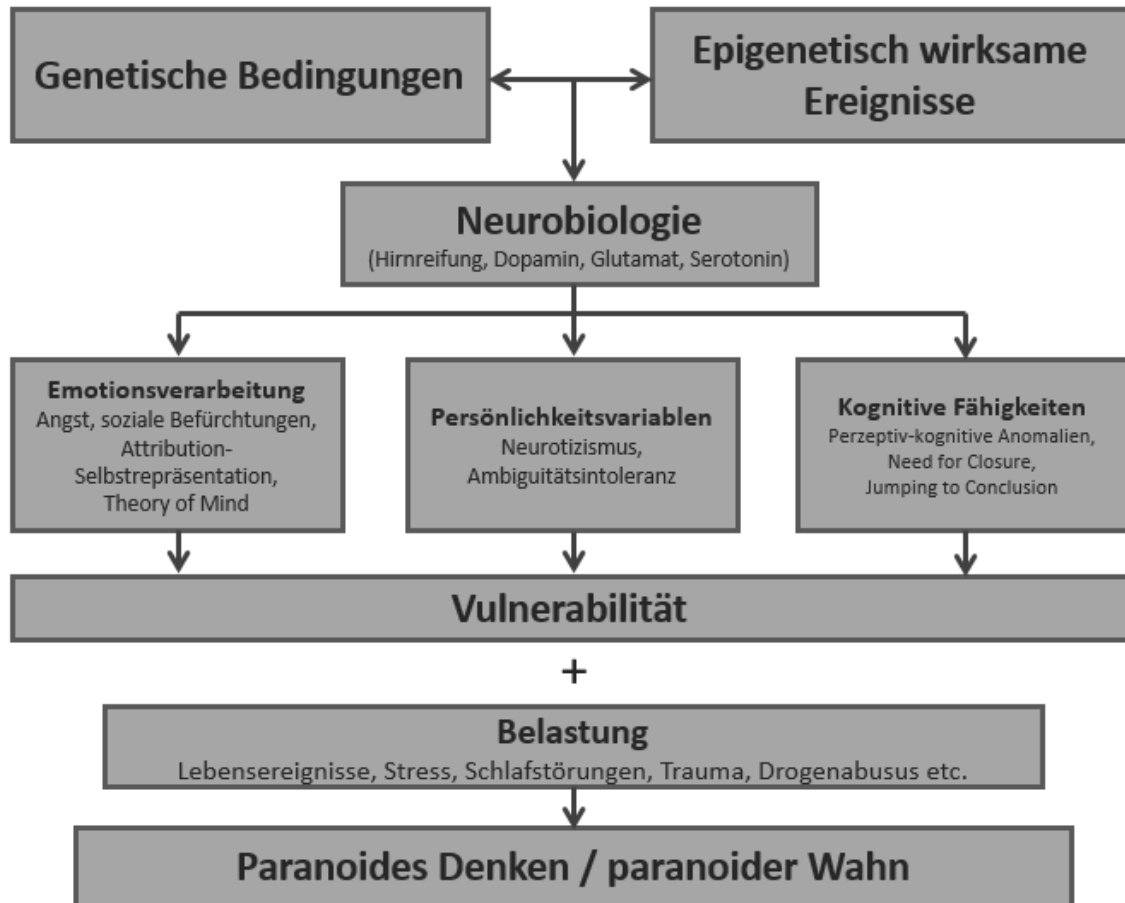 Genetische Bedingungen
Epigenetisch wirksame
Ereignisse
Neurobiologie
(Hirnreifung, Dopamin, Glutamat, Serotonin)
Emotionsverarbeitung
Angst, soziale Befürchtungen,
Attribution-
Selbstrepräsentation,
Theory of Mind
Persönlichkeitsvariablen
Neurotizismus,
Ambiguitätsintoleranz
Kognitive Fähigkeiten
Perzeptiv-kognitive Anomalien,
Need for Closure,
Jumping to Conclusion
Vulnerabilität
+
Belastung
Lebensereignisse, Stress, Schlafstörungen, Trauma, Drogenabusus etc.
Paranoides Denken / paranoider Wahn